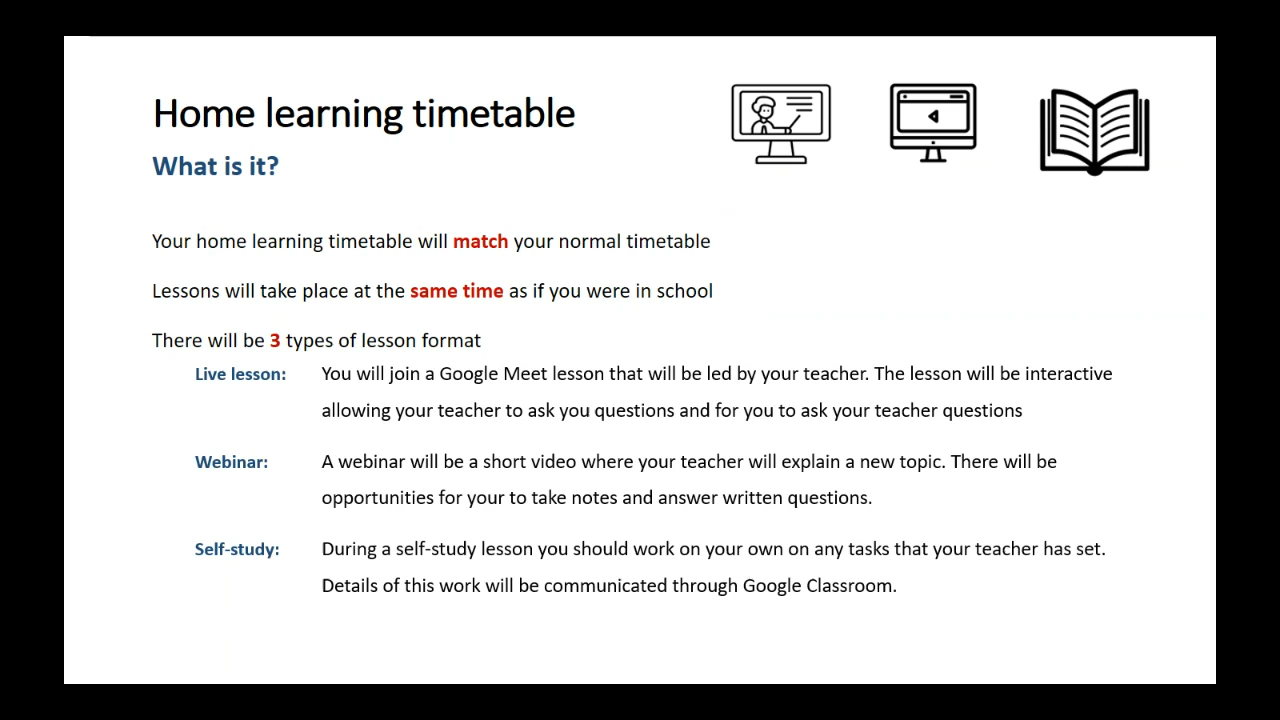 Home learning timetable
What is it?
Your home learning timetable will match your normal timetable
Lessons will take place at the same time as if you were in school
There will be 3 types of lesson format
Live lesson: You will join a Google Meet lesson that will be led by your teacher. The lesson will be interactive
allowing your teacher to ask you questions and for you to ask your teacher questions
Webinar: A webinar will be a short video where your teacher will explain a new topic. There will be
opportunities for your to take notes and answer written questions.
Self-study: During a self-study lesson you should work on your own on any tasks that your teacher has set.
Details of this work will be communicated through Google Classroom.